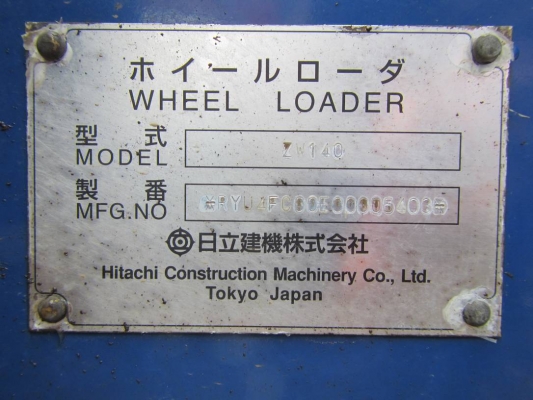 ホイールローダ
WHEEL LOADER
型式
MODEL ZW140
製番
MFG.NO
日立建機株式会社
Hitachi Construction Machinery Co., Ltd.
Tokyo Japan